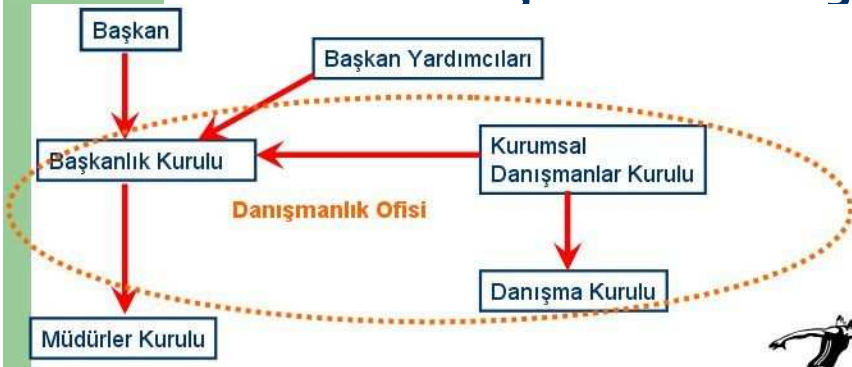 Başkan
Başkan Yardımcıları
Başkanlık Kurulu
Kurumsal
Danışmanlar Kurulu
Danışmanlık Ofisi
Danışma Kurulu
Müdürler Kurulu